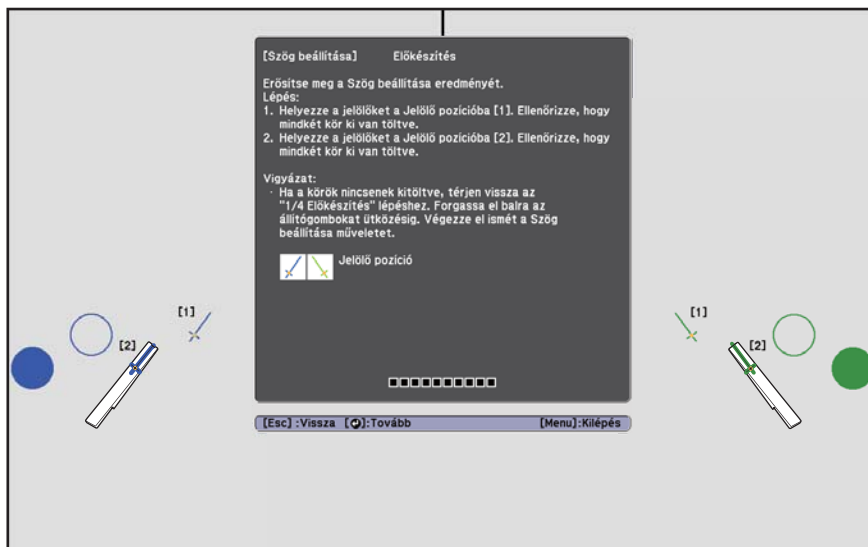 [Szög beállítása] Előkészítés
Erősítse meg a Szög beállítása eredményét.
Lépés:
1. Helyezze a jelölőket a Jelölő pozícióba [1]. Ellenőrizze, hogy
mindkét kör ki van töltve.
2. Helyezze a jelölőket a Jelölő pozícióba [2]. Ellenőrizze, hogy
mindkét kör ki van töltve.
Vigyázat:
· Ha a körök nincsenek kitöltve, térjen vissza az
"1/4 Előkészítés" lépéshez. Forgassa el balra az
állítógombokat ütközésig. Végezze el ismét a Szög
beállítása műveletet.
Jelölő pozíció
[1]
[2]
[1]
[2]
[Esc] :Vissza [↵]:Tovább [Menu]:Kilépés